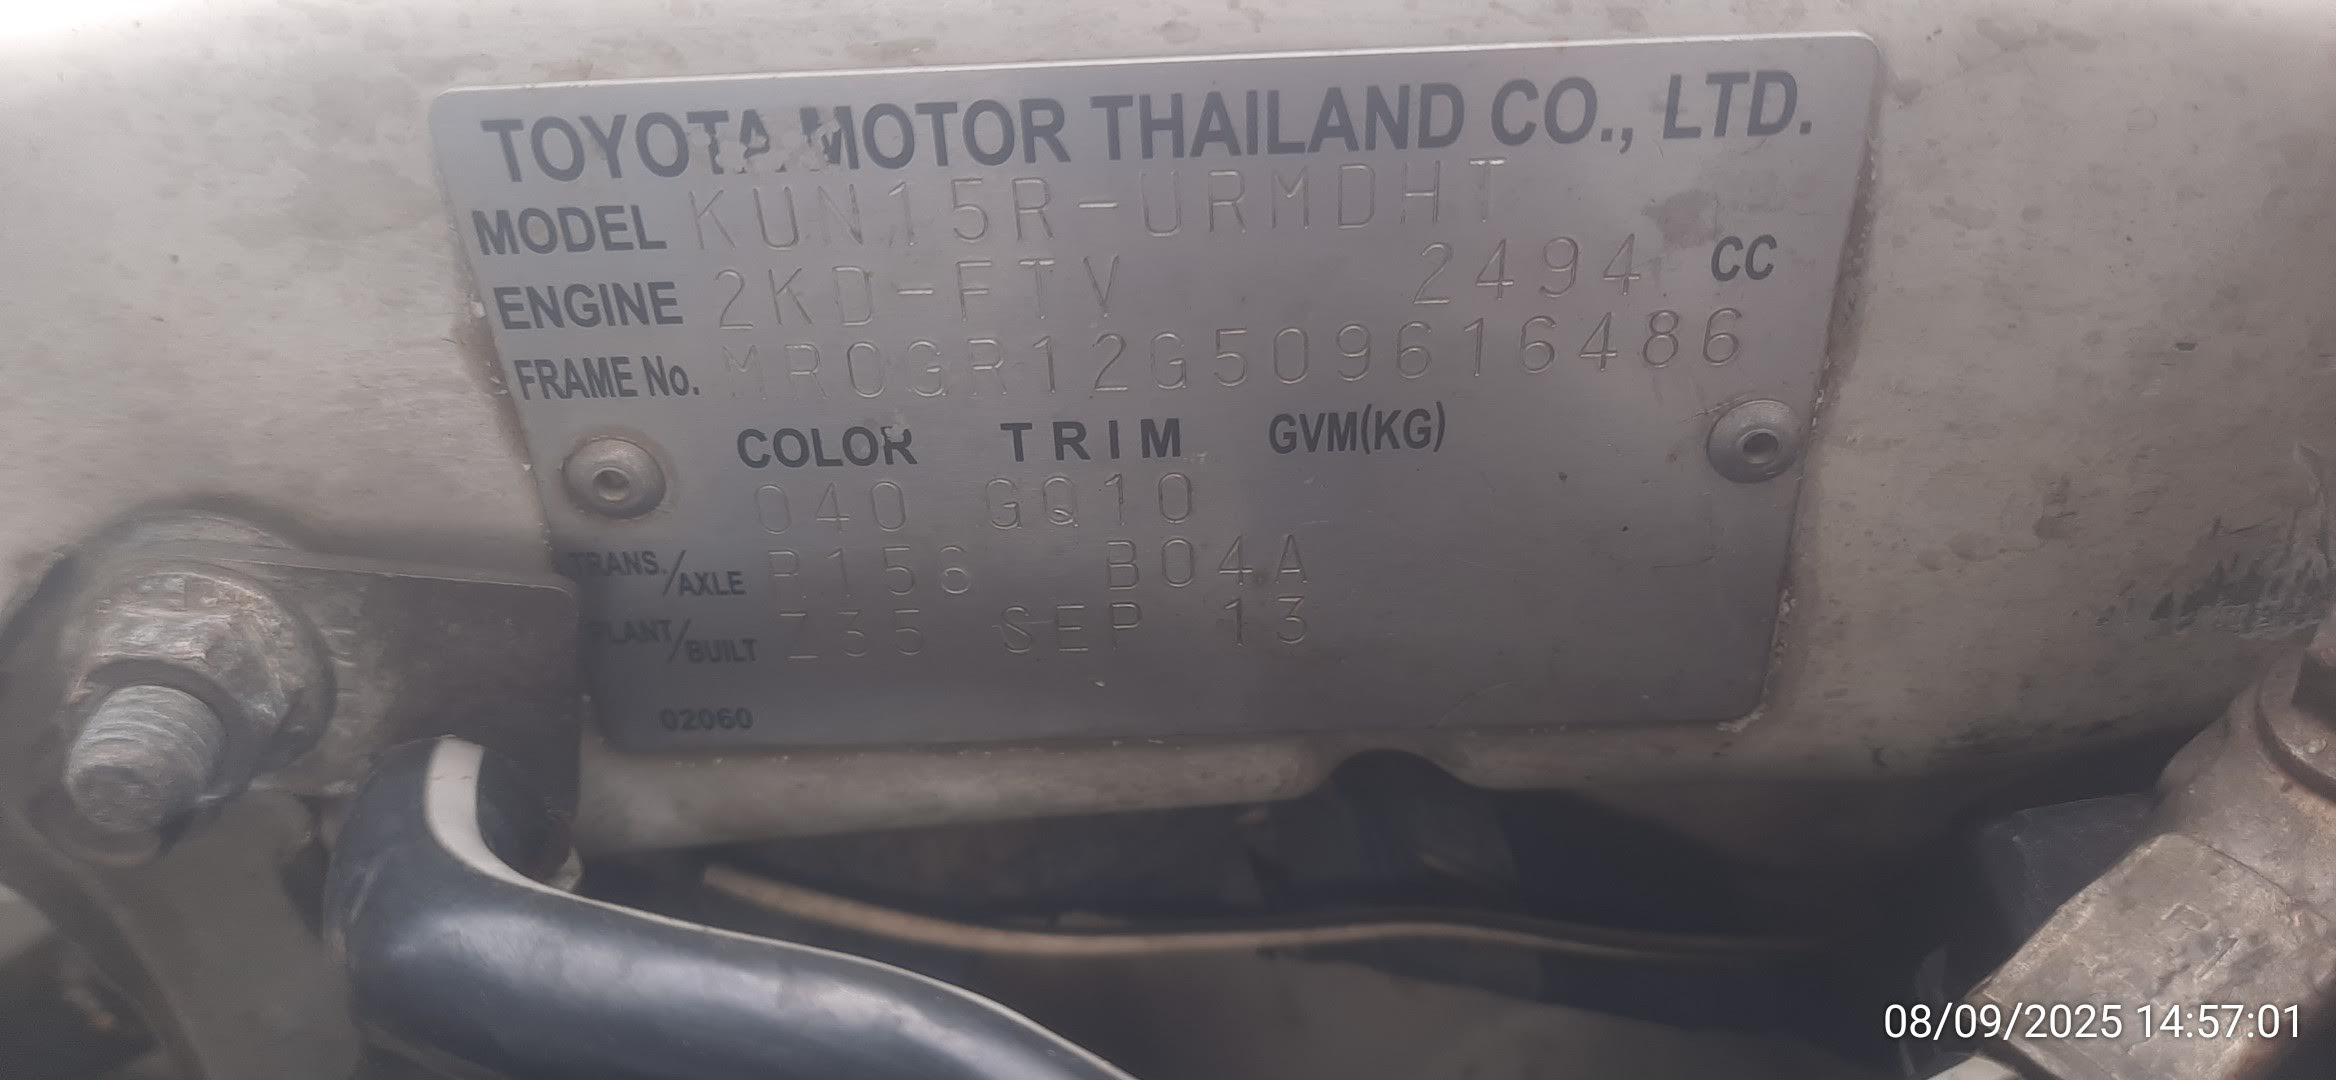 TOYOTA MOTOR THAILAND CO., LTD.
MODEL KUN15R-URMDHT
ENGINE 2KD-FTV 2494 CC
FRAME No. MR0GR12G509616486
COLOR TRIM GVM(KG)
040 GQ10
TRANS./AXLE R156 B04A
PLANT/BUILT Z35 SEP 13
02060
08/09/2025 14:57:01